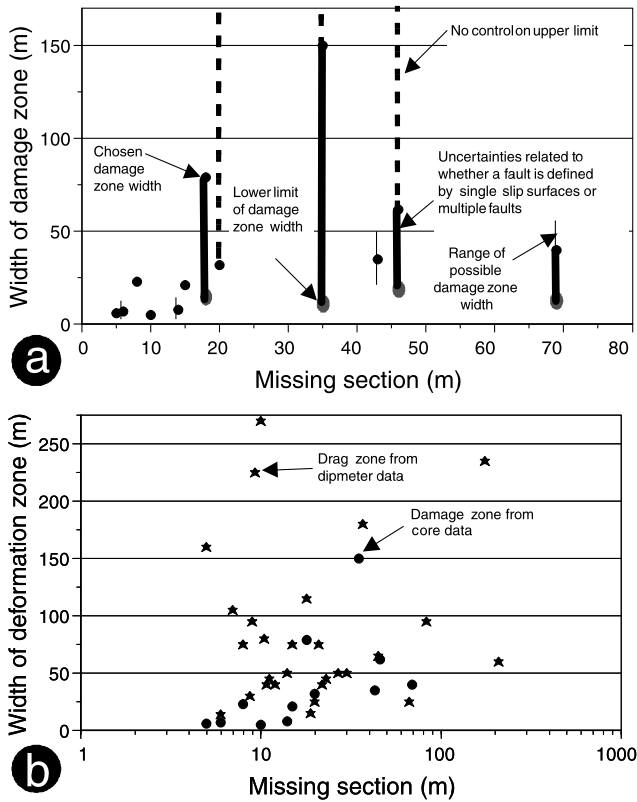 Width of damage zone (m)
150
100
50
0
No control on upper limit
Chosen
damage
zone width
Lower limit
of damage
zone width
Uncertainties related to
whether a fault is defined
by single slip surfaces or
multiple faults
Range of
possible
damage zone
width
0 10 20 30 40 50 60 70 80
Missing section (m)
a
Width of deformation zone (m)
250
200
150
100
50
0
Drag zone from
dipmeter data
Damage zone from
core data
1 10 100 1000
Missing section (m)
b